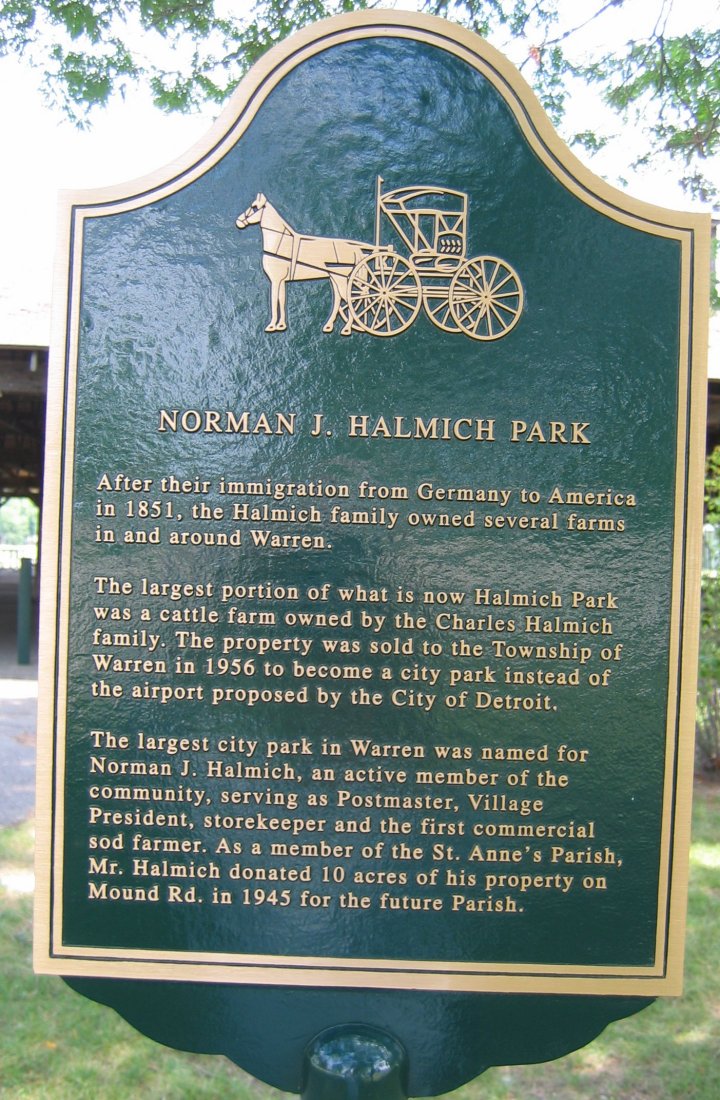 NORMAN J. HALMICH PARK
After their immigration from Germany to America
in 1851, the Halmich family owned several farms
in and around Warren.
The largest portion of what is now Halmich Park
was a cattle farm owned by the Charles Halmich
family. The property was sold to the Township of
Warren in 1956 to become a city park instead of
the airport proposed by the City of Detroit.
The largest city park in Warren was named for
Norman J. Halmich, an active member of the
community, serving as Postmaster, Village
President, storekeeper and the first commercial
sod farmer. As a member of the St. Anne's Parish,
Mr. Halmich donated 10 acres of his property on
Mound Rd. in 1945 for the future Parish.